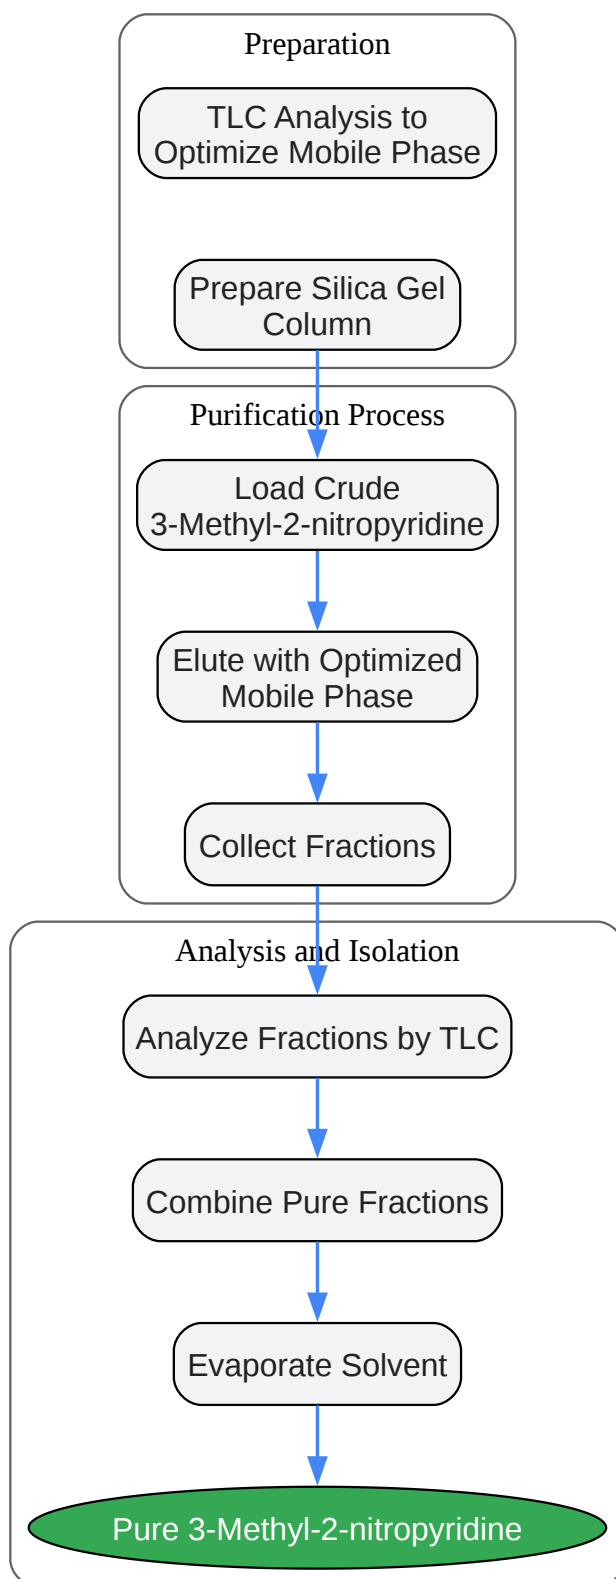 Preparation
TLC Analysis to
Optimize Mobile Phase
Prepare Silica Gel
Column
Purification Process
Load Crude
3-Methyl-2-nitropyridine
Elute with Optimized
Mobile Phase
Collect Fractions
Analysis and Isolation
Analyze Fractions by TLC
Combine Pure Fractions
Evaporate Solvent
Pure 3-Methyl-2-nitropyridine